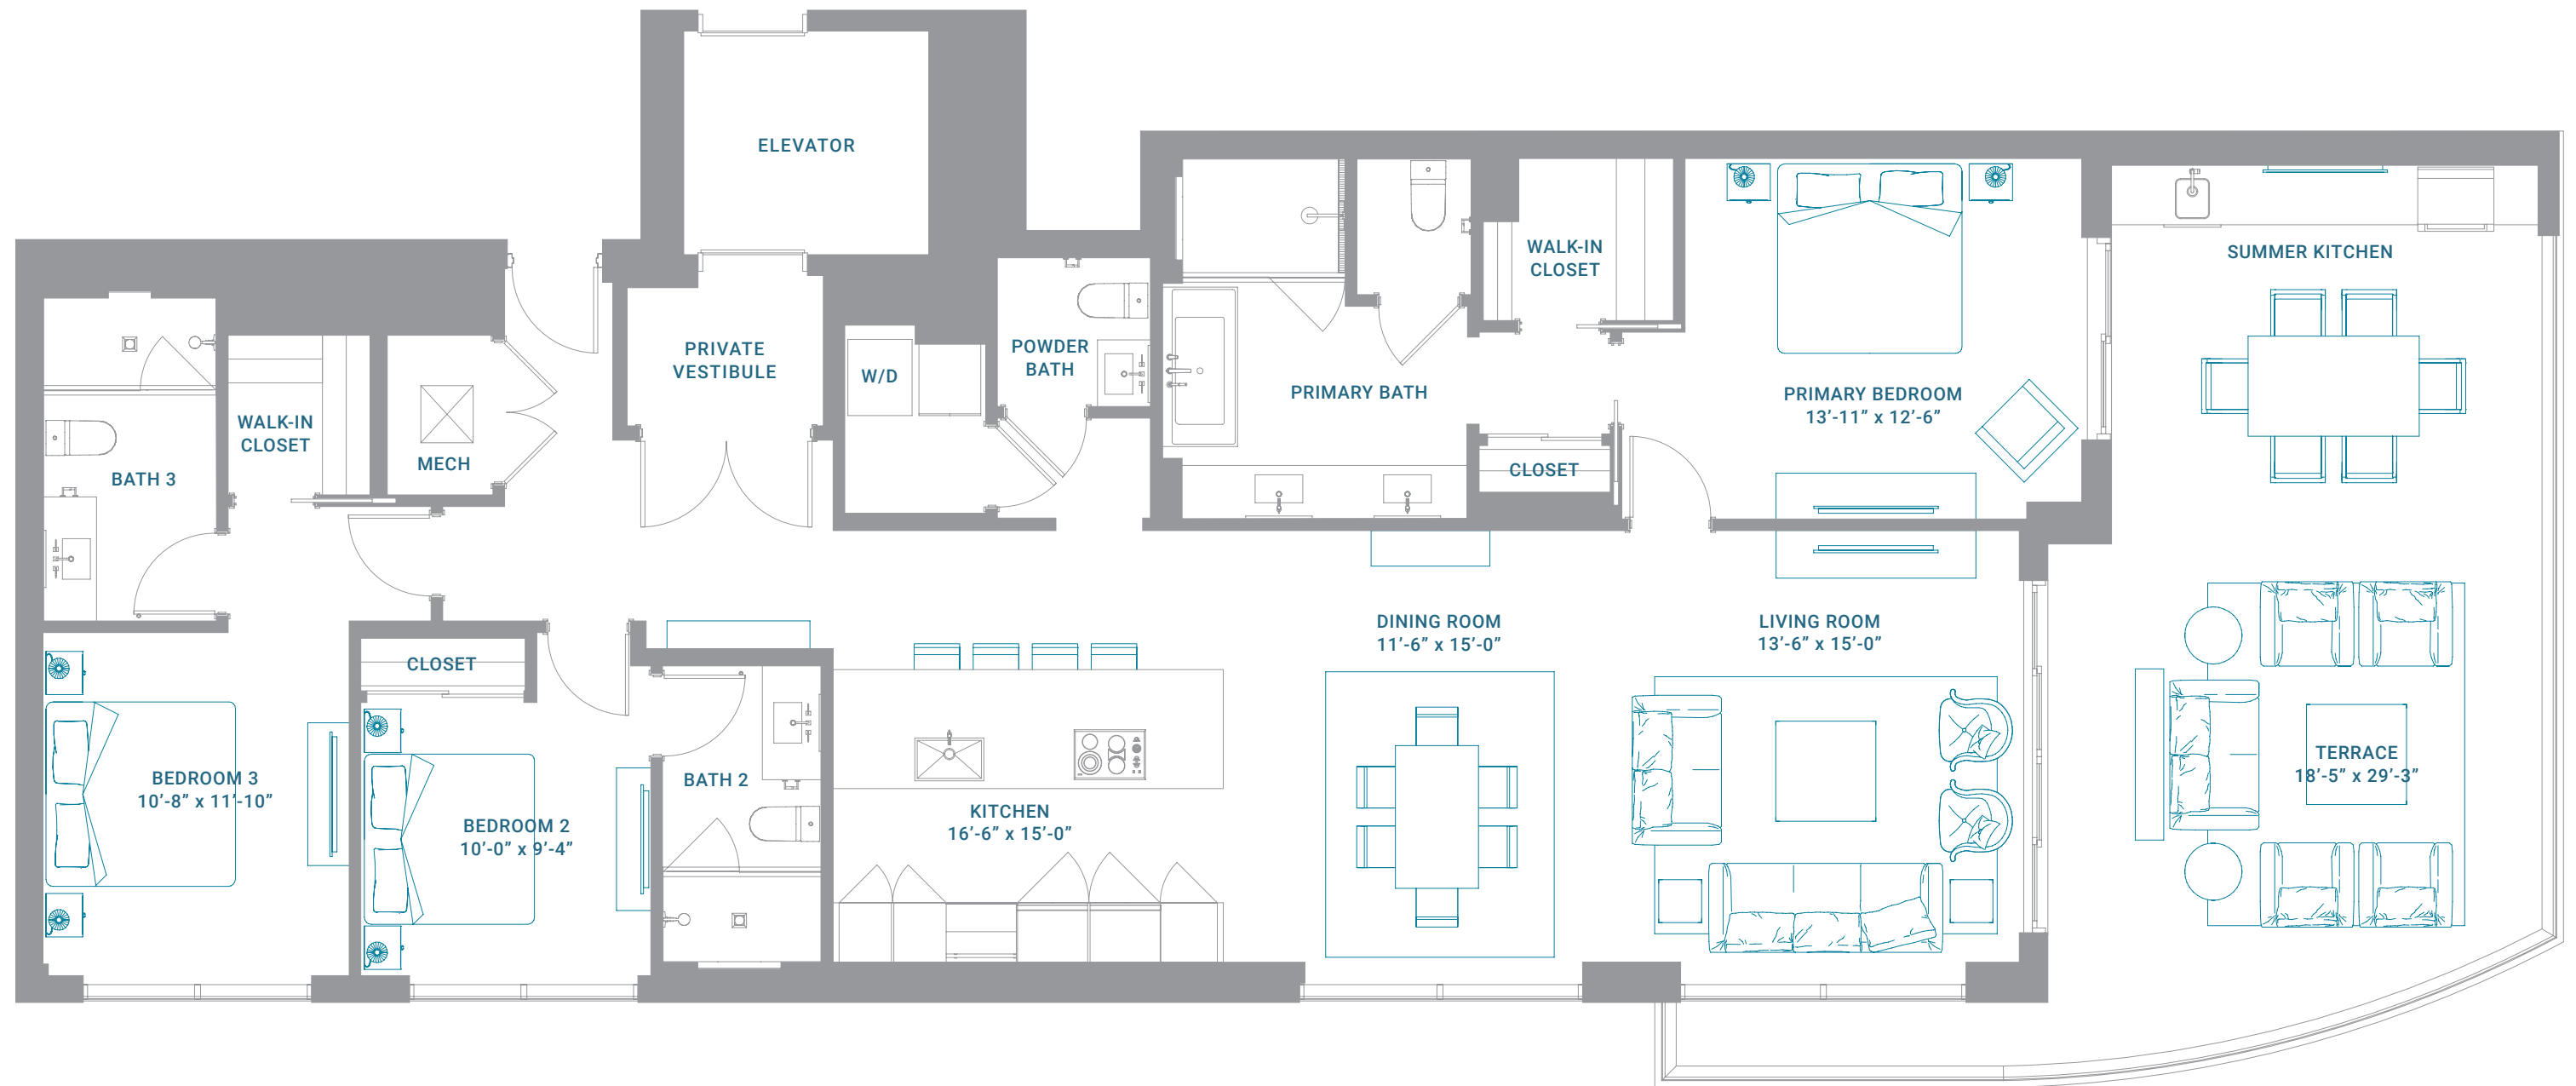 ELEVATOR
PRIVATE
VESTIBULE
W/D
POWDER
BATH
PRIMARY BATH
WALK-IN
CLOSET
CLOSET
PRIMARY BEDROOM
13’-11” x 12’-6”
SUMMER KITCHEN
BATH 3
WALK-IN
CLOSET
MECH
CLOSET
BEDROOM 3
10’-8” x 11’-10”
BEDROOM 2
10’-0” x 9’-4”
BATH 2
KITCHEN
16’-6” x 15’-0”
DINING ROOM
11’-6” x 15’-0”
LIVING ROOM
13’-6” x 15’-0”
TERRACE
18’-5” x 29’-3”